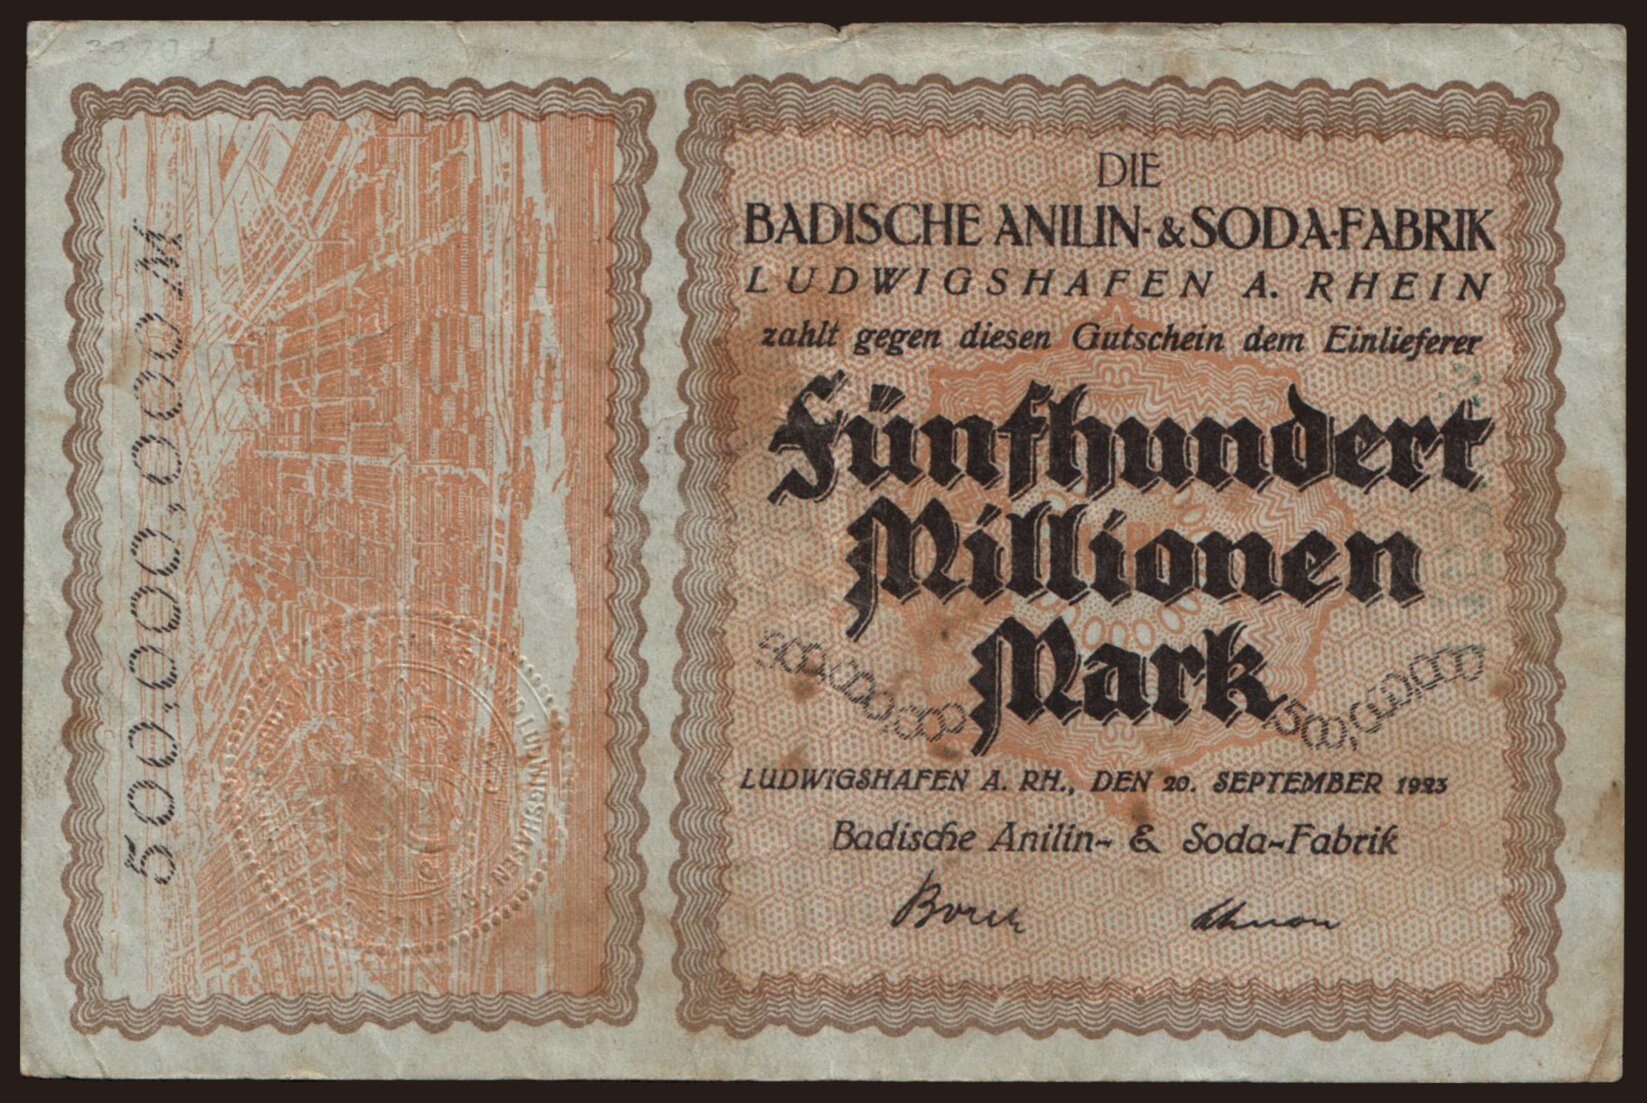 500,000,000 M
DIE
BADISCHE ANILIN- & SODA-FABRIK
LUDWIGSHAFEN A. RHEIN
zahlt gegen diesen Gutschein dem Einlieferer
Fünfhundert
Millionen
Mark
500,000,000 500,000,000
LUDWIGSHAFEN A. RH., DEN 20. SEPTEMBER 1923
Badische Anilin- & Soda-Fabrik